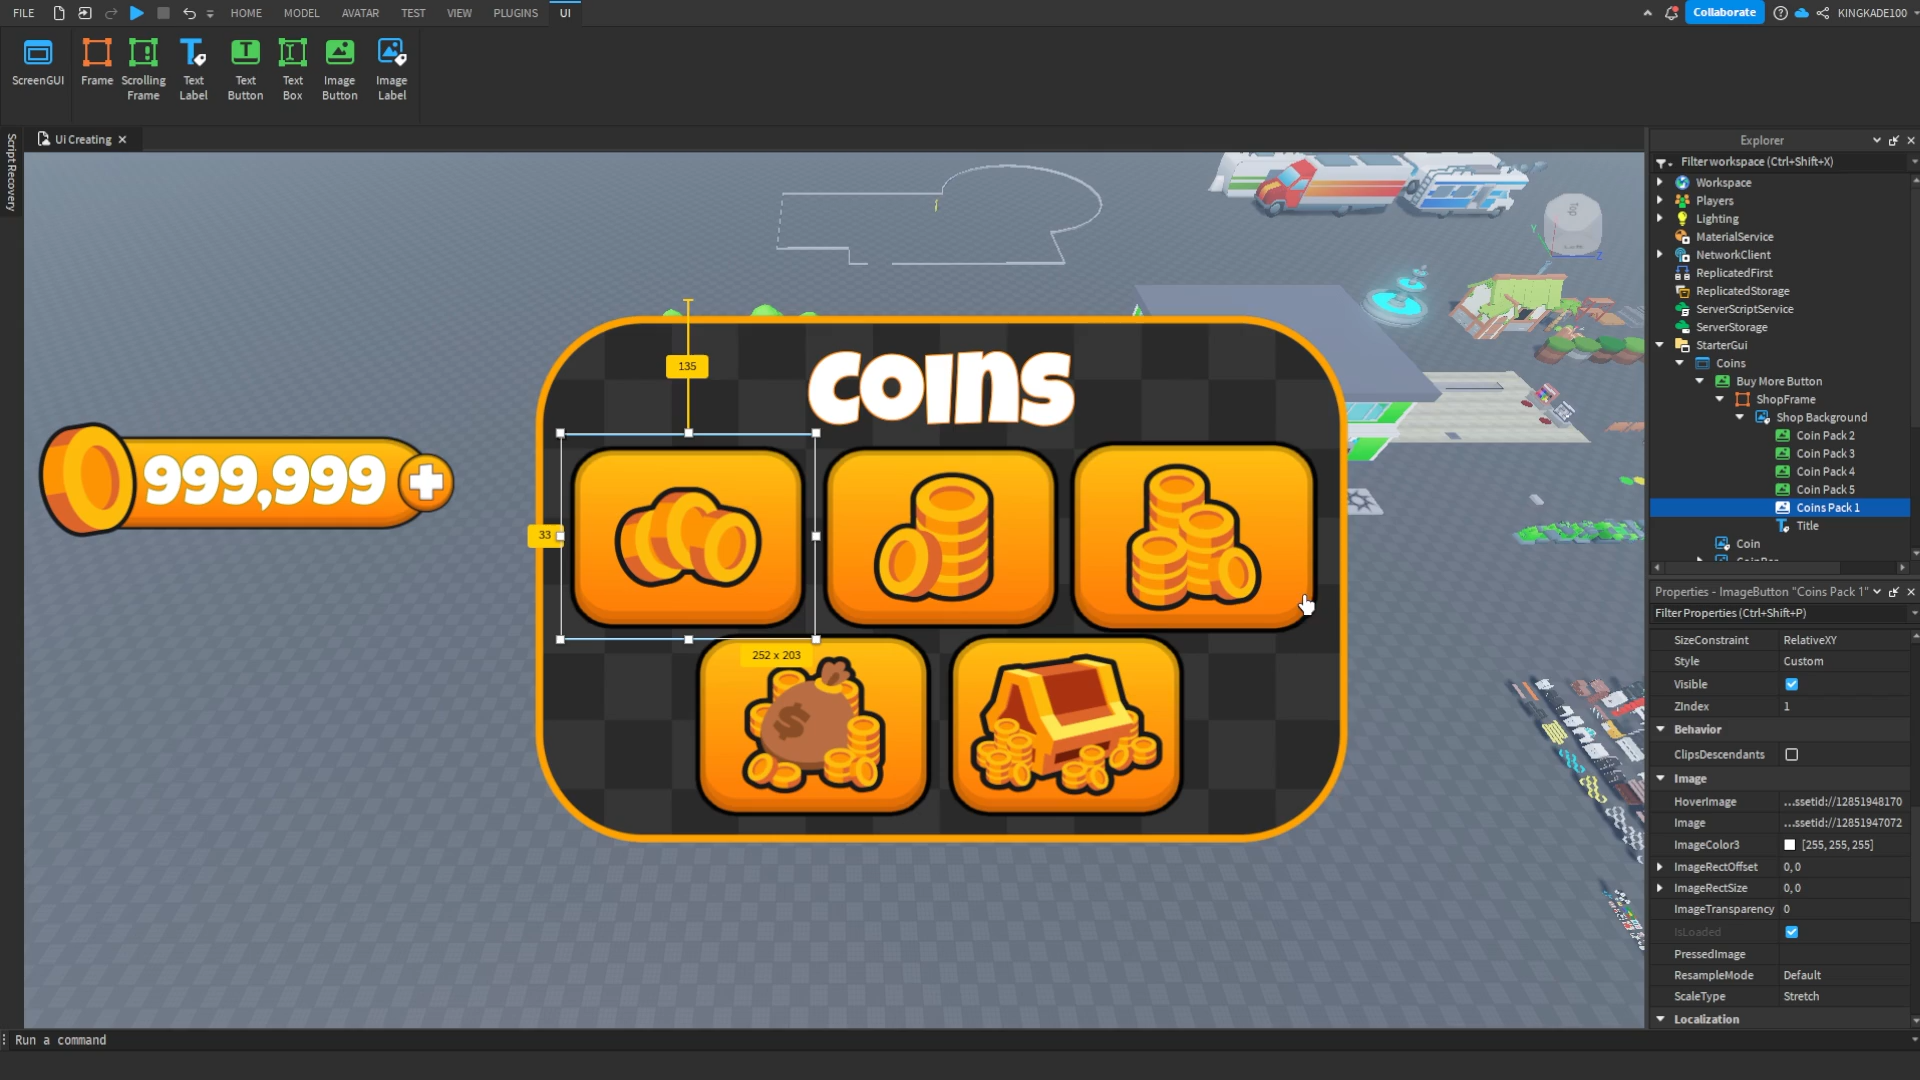 FILE HOME MODEL AVATAR TEST VIEW PLUGINS UI Collaborate KINGKADE100
ScreenGUI Frame Scrolling Frame Text Label Text Button Text Box Image Button Image Label
Script Recovery
Ui Creating
Top
Y
Z
135
COINS
999,999
33
252 x 203
$
Explorer
Filter workspace (Ctrl+Shift+X)
Workspace
Players
Lighting
MaterialService
NetworkClient
ReplicatedFirst
ReplicatedStorage
ServerScriptService
ServerStorage
StarterGui
Coins
Buy More Button
ShopFrame
Shop Background
Coin Pack 2
Coin Pack 3
Coin Pack 4
Coin Pack 5
Coins Pack 1
Title
Coin
Properties - ImageButton "Coins Pack 1"
Filter Properties (Ctrl+Shift+P)
SizeConstraint RelativeXY
Style Custom
Visible
ZIndex 1
Behavior
ClipsDescendants
Image
HoverImage ...ssetid://12851948170
Image ...ssetid://12851947072
ImageColor3 [255, 255, 255]
ImageRectOffset 0, 0
ImageRectSize 0, 0
ImageTransparency 0
IsLoaded
PressedImage
ResampleMode Default
ScaleType Stretch
Localization
Run a command